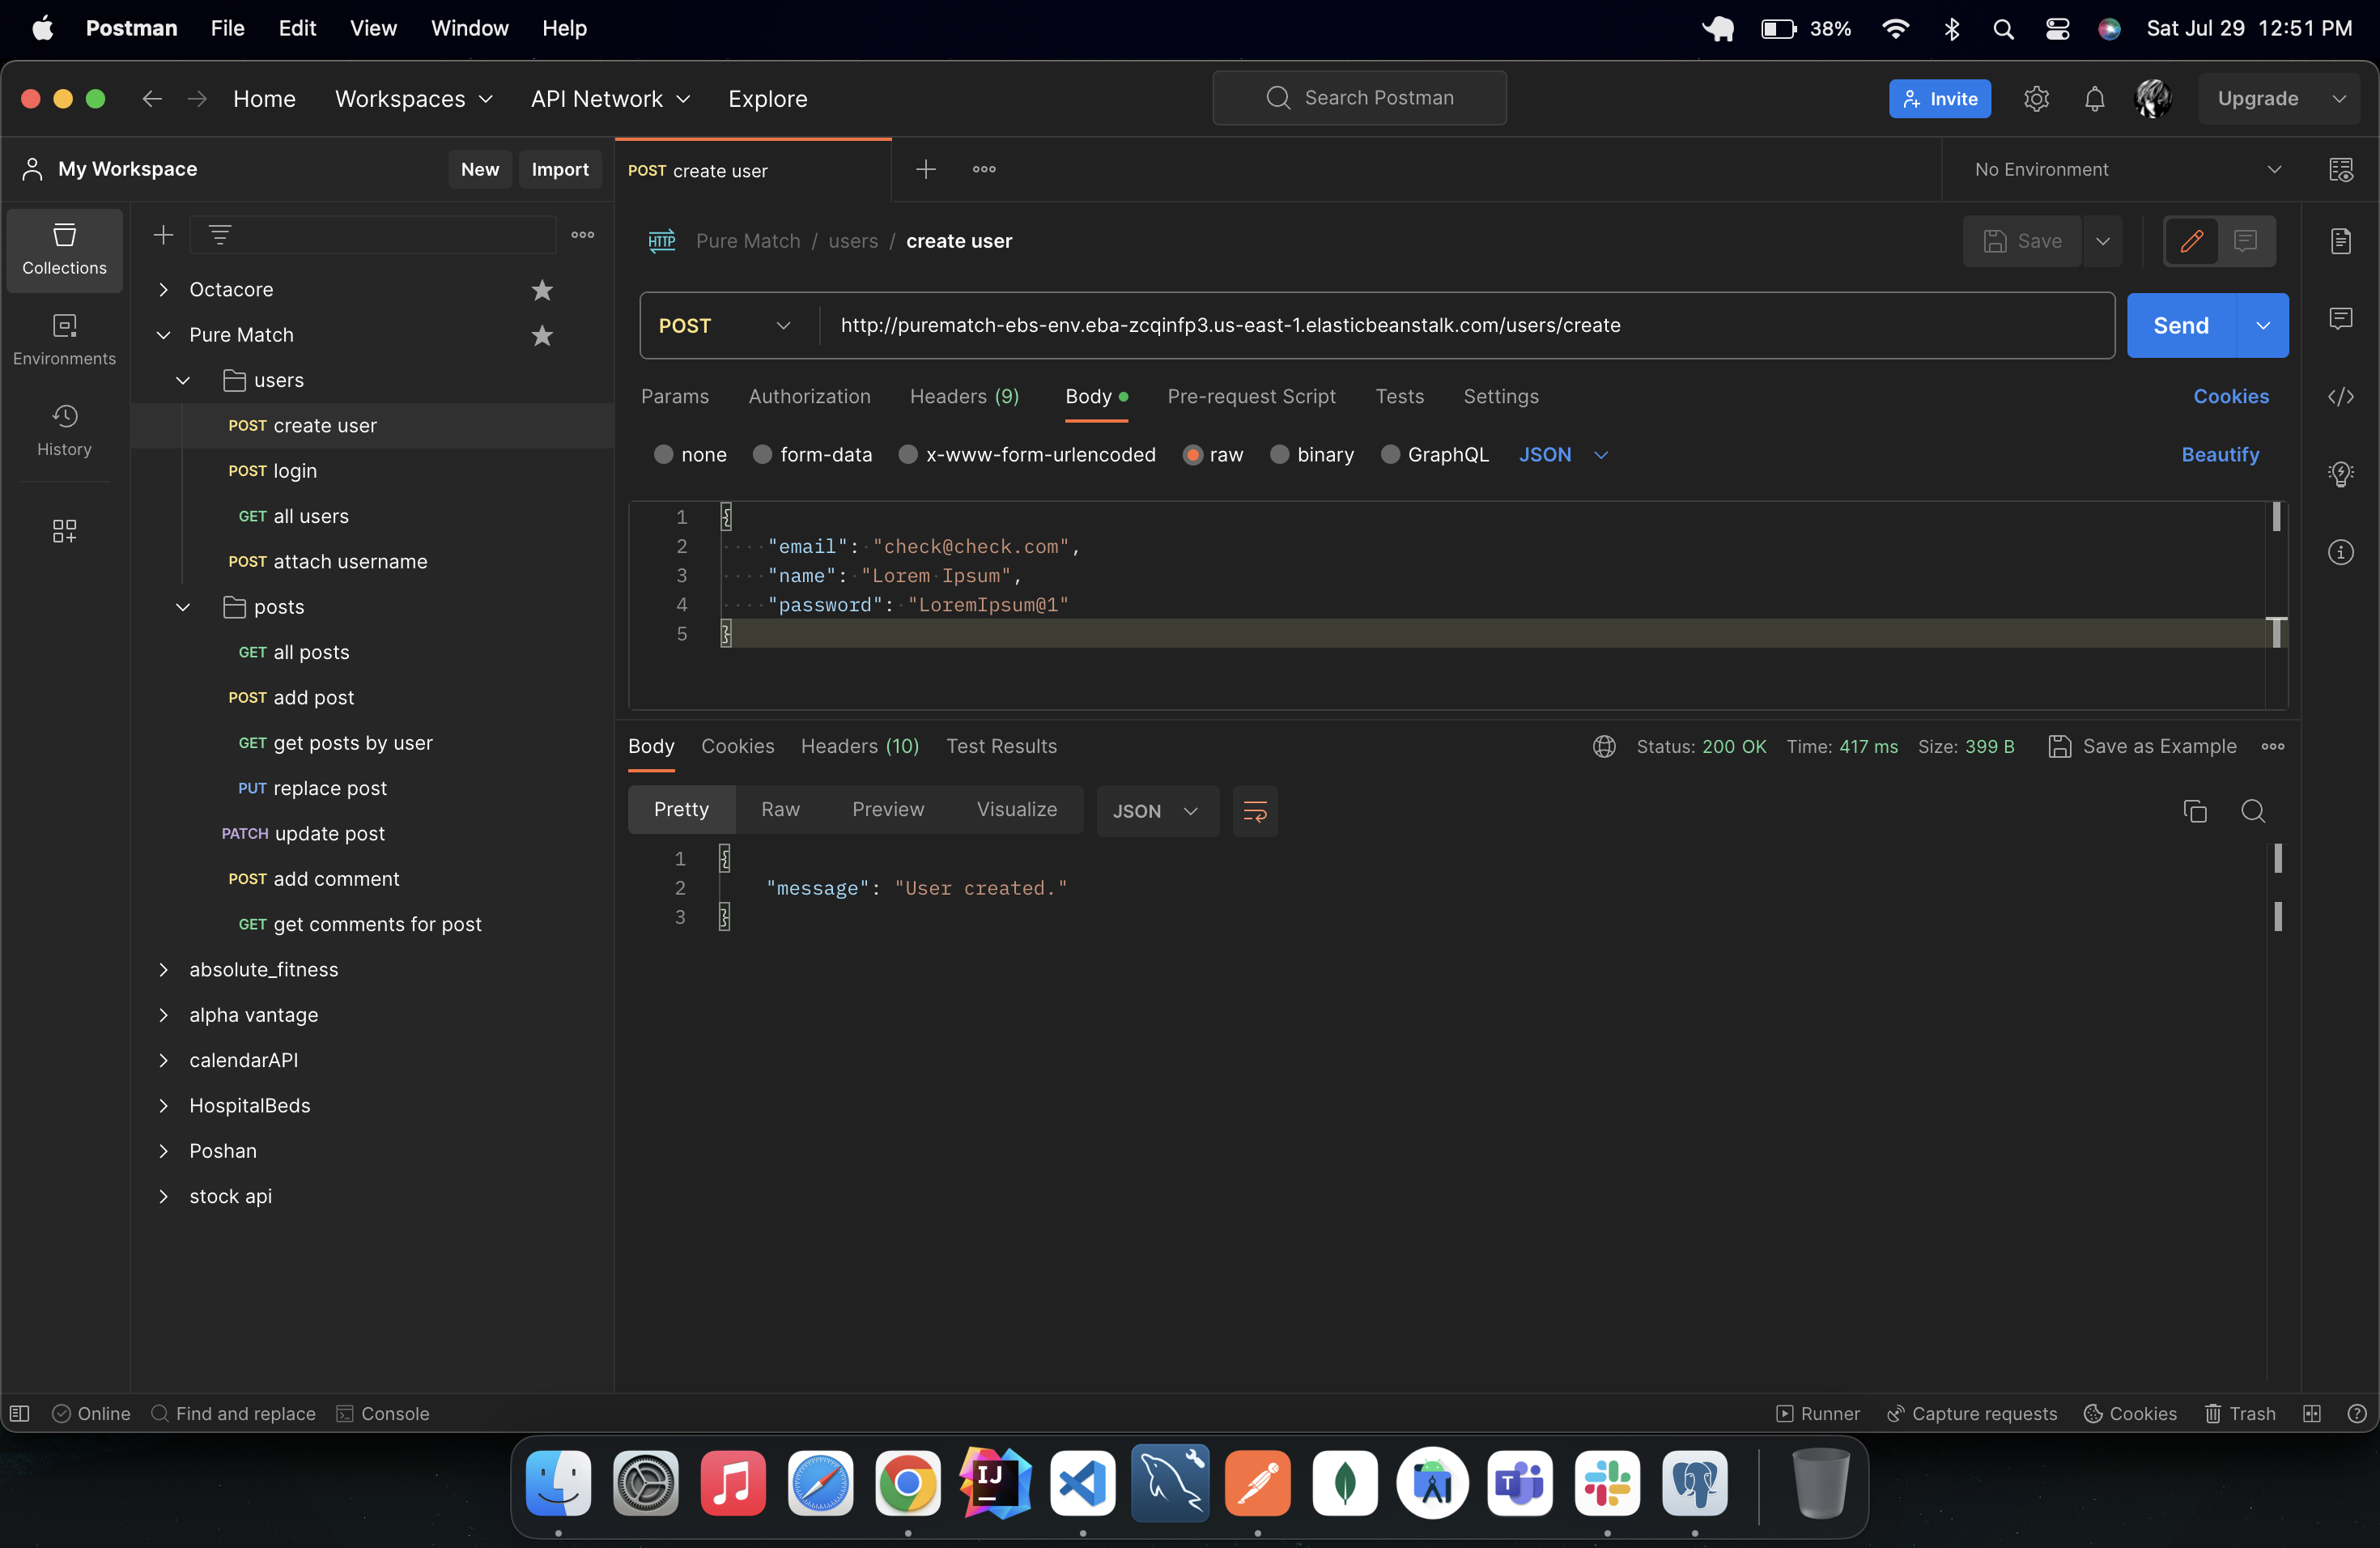 Postman File Edit View Window Help 38% Sat Jul 29 12:51 PM
Home Workspaces API Network Explore Search Postman Invite Upgrade
My Workspace New Import POST create user No Environment
Collections
Environments
History
Octacore
Pure Match
users
POST create user
POST login
GET all users
POST attach username
posts
GET all posts
POST add post
GET get posts by user
PUT replace post
PATCH update post
POST add comment
GET get comments for post
absolute_fitness
alpha vantage
calendarAPI
HospitalBeds
Poshan
stock api
HTTP Pure Match / users / create user Save
POST http://purematch-ebs-env.eba-zcqinfp3.us-east-1.elasticbeanstalk.com/users/create Send
Params Authorization Headers (9) Body Pre-request Script Tests Settings Cookies
none form-data x-www-form-urlencoded raw binary GraphQL JSON Beautify
1 {
2 "email": "check@check.com",
3 "name": "Lorem Ipsum",
4 "password": "LoremIpsum@1"
5 }
Body Cookies Headers (10) Test Results Status: 200 OK Time: 417 ms Size: 399 B Save as Example
Pretty Raw Preview Visualize JSON
1 {
2 "message": "User created."
3 }
Online Find and replace Console Runner Capture requests Cookies Trash
IJ
T